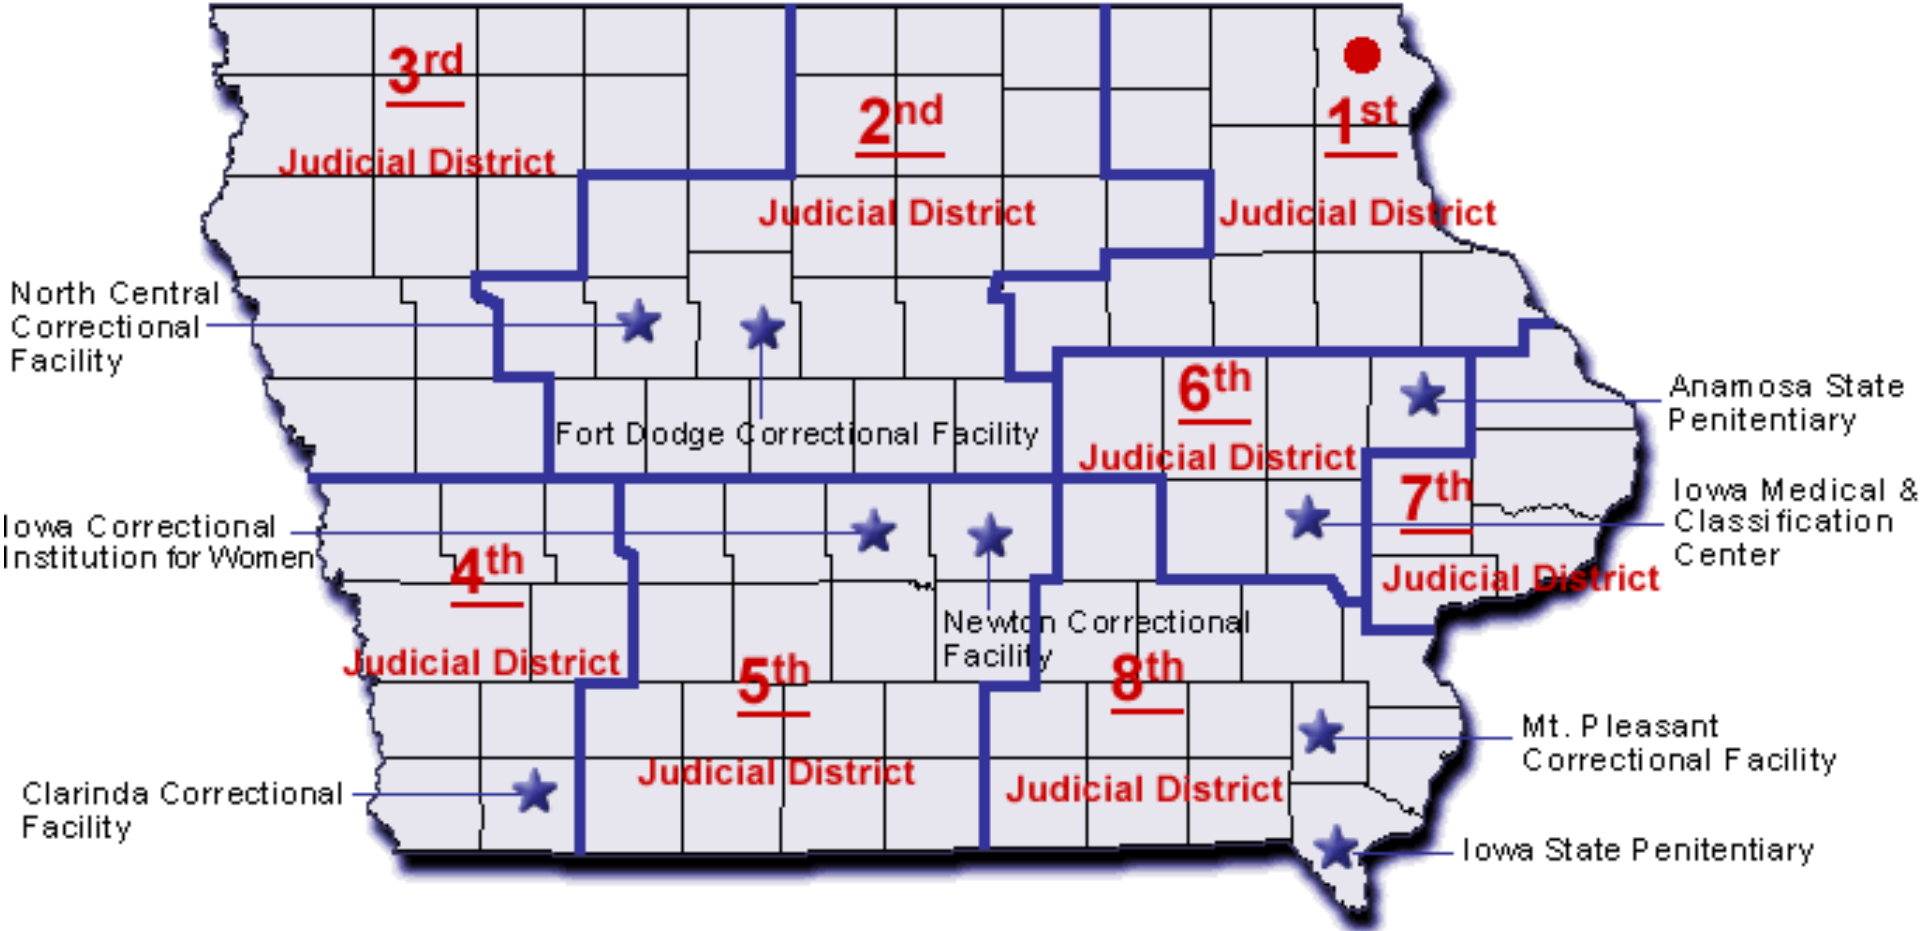 3rd
Judicial District
2nd
Judicial District
1st
Judicial District
North Central
Correctional
Facility
Fort Dodge Correctional Facility
6th
Judicial District
Anamosa State
Penitentiary
7th
Judicial District
Iowa Medical &
Classification
Center
Iowa Correctional
Institution for Women
4th
Judicial District
Newton Correctional
Facility
5th
Judicial District
8th
Judicial District
Mt. Pleasant
Correctional Facility
Clarinda Correctional
Facility
Iowa State Penitentiary